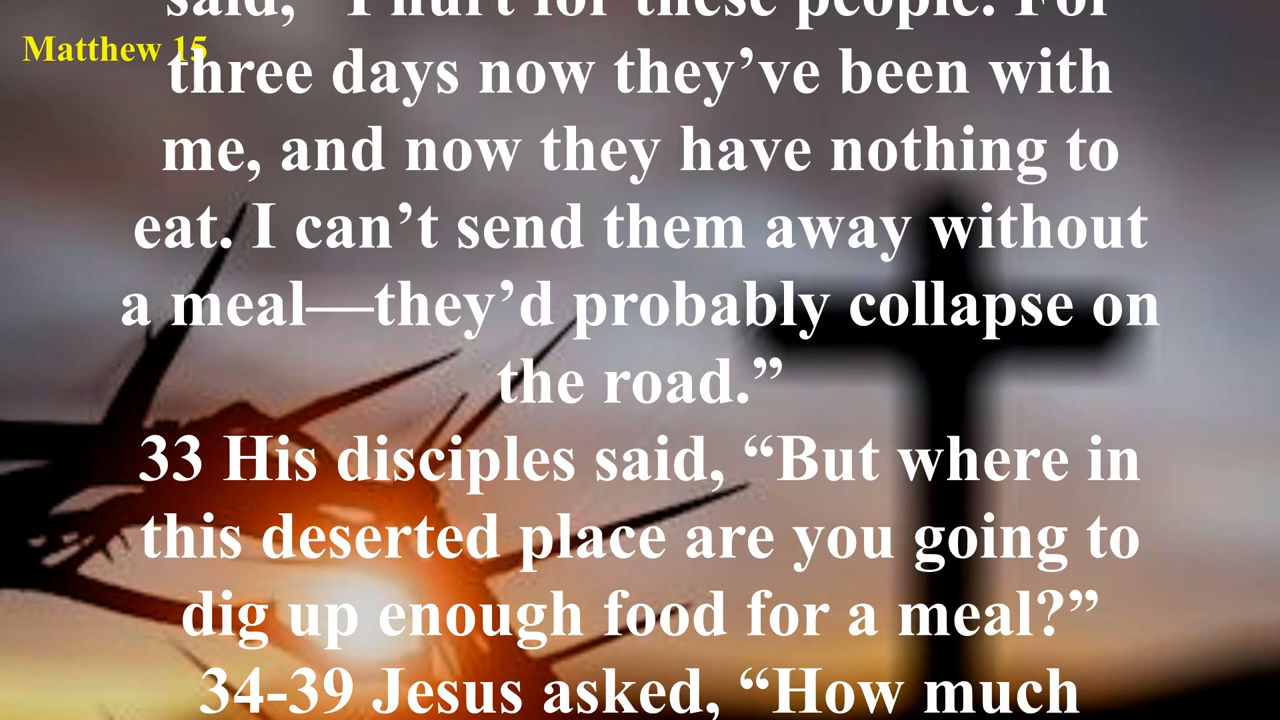 Matthew 15
said, “I hurt for these people. For
three days now they’ve been with
me, and now they have nothing to
eat. I can’t send them away without
a meal—they’d probably collapse on
the road.”
33 His disciples said, “But where in
this deserted place are you going to
dig up enough food for a meal?”
34-39 Jesus asked, “How much